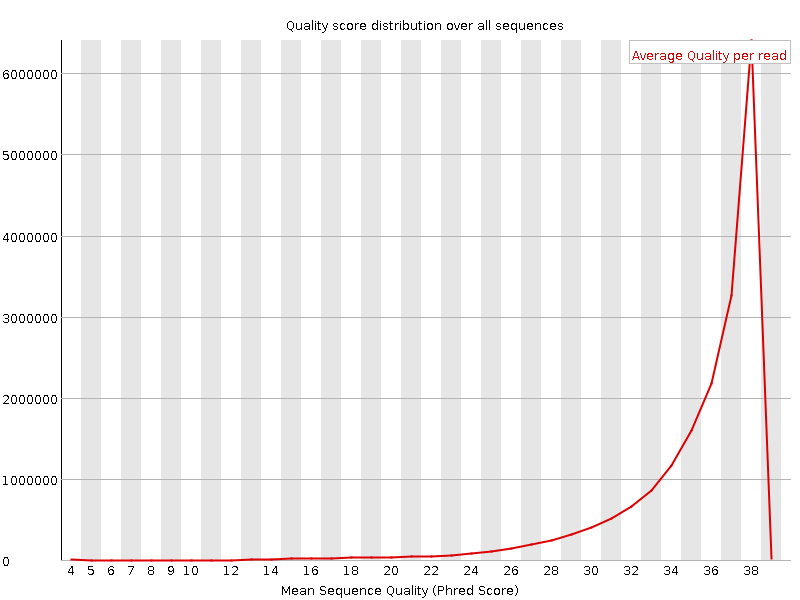 Quality score distribution over all sequences
Average Quality per read
6000000
5000000
4000000
3000000
2000000
1000000
0
4 5 6 7 8 9 10 12 14 16 18 20 22 24 26 28 30 32 34 36 38
Mean Sequence Quality (Phred Score)